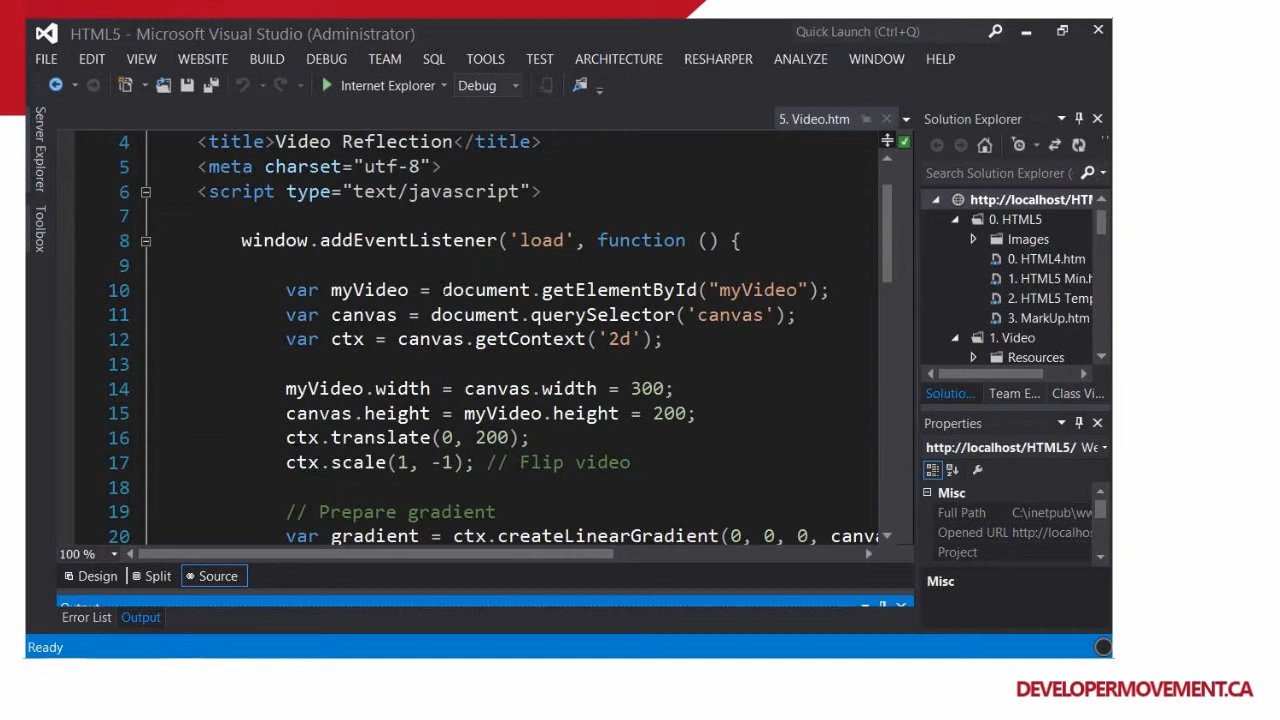 HTML5 - Microsoft Visual Studio (Administrator)
Quick Launch (Ctrl+Q)
FILE EDIT VIEW WEBSITE BUILD DEBUG TEAM SQL TOOLS TEST ARCHITECTURE RESHARPER ANALYZE WINDOW HELP
Internet Explorer Debug
Server Explorer
Toolbox
5. Video.htm
4 <title>Video Reflection</title>
5 <meta charset="utf-8">
6 <script type="text/javascript">
7
8 window.addEventListener('load', function () {
9
10 var myVideo = document.getElementById("myVideo");
11 var canvas = document.querySelector('canvas');
12 var ctx = canvas.getContext('2d');
13
14 myVideo.width = canvas.width = 300;
15 canvas.height = myVideo.height = 200;
16 ctx.translate(0, 200);
17 ctx.scale(1, -1); // Flip video
18
19 // Prepare gradient
20 var gradient = ctx.createLinearGradient(0, 0, 0, canva
100 %
Design Split Source
Output
Error List Output
Ready
Solution Explorer
Search Solution Explorer (
http://localhost/HTM
0. HTML5
Images
0. HTML4.htm
1. HTML5 Min.h
2. HTML5 Temp
3. MarkUp.htm
1. Video
Resources
Solutio... Team E... Class Vi...
Properties
http://localhost/HTML5/ We
Misc
Full Path C:\inetpub\ww
Opened URL http://localhos
Project
Misc
DEVELOPERMOVEMENT.CA